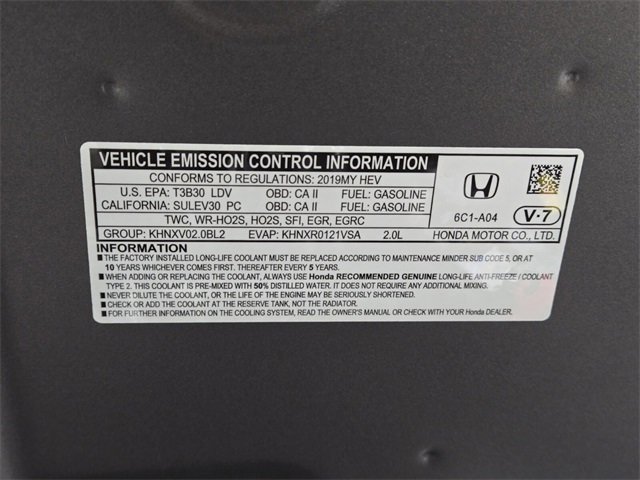 VEHICLE EMISSION CONTROL INFORMATION
CONFORMS TO REGULATIONS: 2019MY HEV
U.S. EPA: T3B30 LDV OBD: CA II FUEL: GASOLINE
CALIFORNIA: SULEV30 PC OBD: CA II FUEL: GASOLINE
TWC, WR-HO2S, HO2S, SFI, EGR, EGRC
6C1-A04 V·7
GROUP: KHNXV02.0BL2 EVAP: KHNXR0121VSA 2.0L HONDA MOTOR CO., LTD.
INFORMATION
■ THE FACTORY INSTALLED LONG-LIFE COOLANT MUST BE REPLACED ACCORDING TO MAINTENANCE MINDER SUB CODE 5, OR AT
10 YEARS WHICHEVER COMES FIRST. THEREAFTER EVERY 5 YEARS.
■ WHEN ADDING OR REPLACING THE COOLANT, ALWAYS USE Honda RECOMMENDED GENUINE LONG-LIFE ANTI-FREEZE / COOLANT
TYPE 2. THIS COOLANT IS PRE-MIXED WITH 50% DISTILLED WATER. IT DOES NOT REQUIRE ANY ADDITIONAL MIXING.
■ NEVER DILUTE THE COOLANT, OR THE LIFE OF THE ENGINE MAY BE SERIOUSLY SHORTENED.
■ CHECK OR ADD THE COOLANT AT THE RESERVE TANK, NOT THE RADIATOR.
■ FOR FURTHER INFORMATION ON THE COOLING SYSTEM, READ THE OWNER'S MANUAL OR CHECK WITH YOUR Honda DEALER.